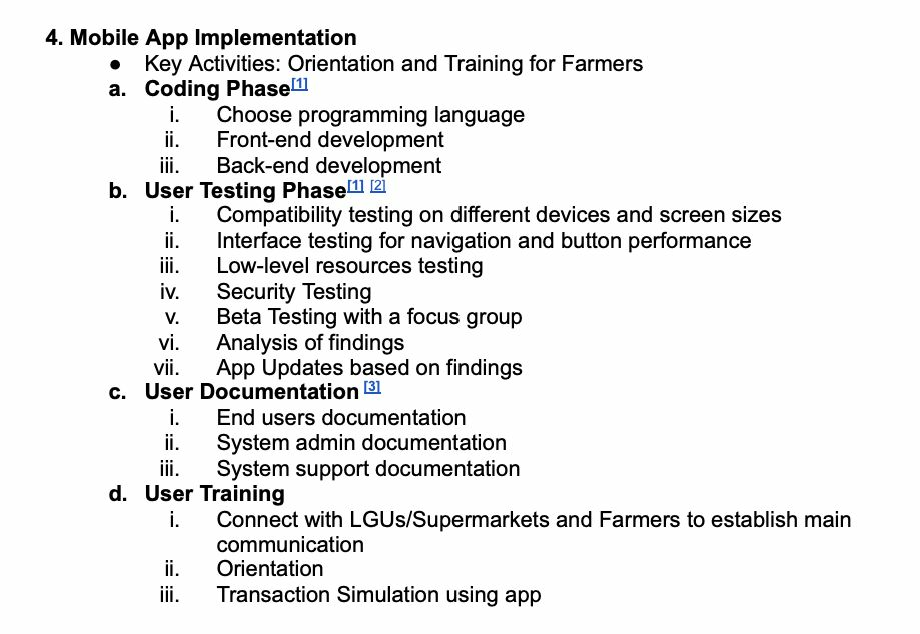 4. Mobile App Implementation
● Key Activities: Orientation and Training for Farmers
a. Coding Phase[1]
i. Choose programming language
ii. Front-end development
iii. Back-end development
b. User Testing Phase[1] [2]
i. Compatibility testing on different devices and screen sizes
ii. Interface testing for navigation and button performance
iii. Low-level resources testing
iv. Security Testing
v. Beta Testing with a focus group
vi. Analysis of findings
vii. App Updates based on findings
c. User Documentation [3]
i. End users documentation
ii. System admin documentation
iii. System support documentation
d. User Training
i. Connect with LGUs/Supermarkets and Farmers to establish main
communication
ii. Orientation
iii. Transaction Simulation using app